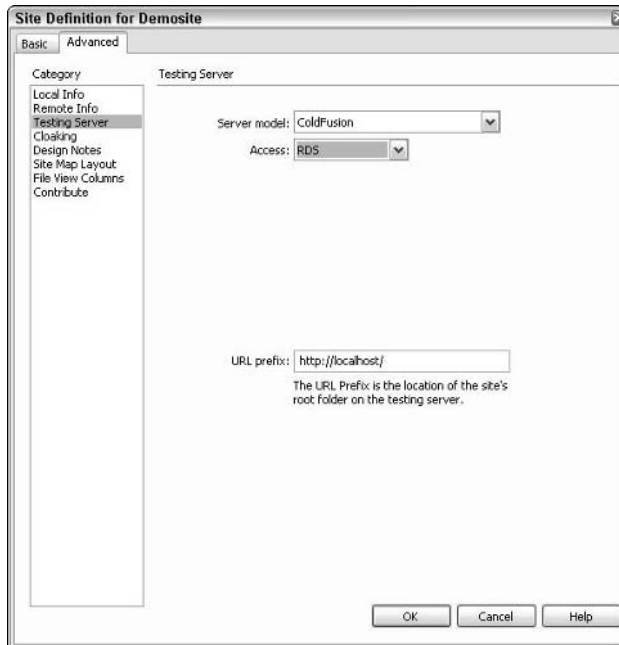 Site Definition for Demosite
Basic
Advanced
Category
Testing Server
Local Info
Remote Info
Testing Server
Cloaking
Design Notes
Site Map Layout
File View Columns
Contribute
Server model: ColdFusion
Access: RDS
URL prefix: http://localhost/
The URL Prefix is the location of the site's
root folder on the testing server.
OK
Cancel
Help